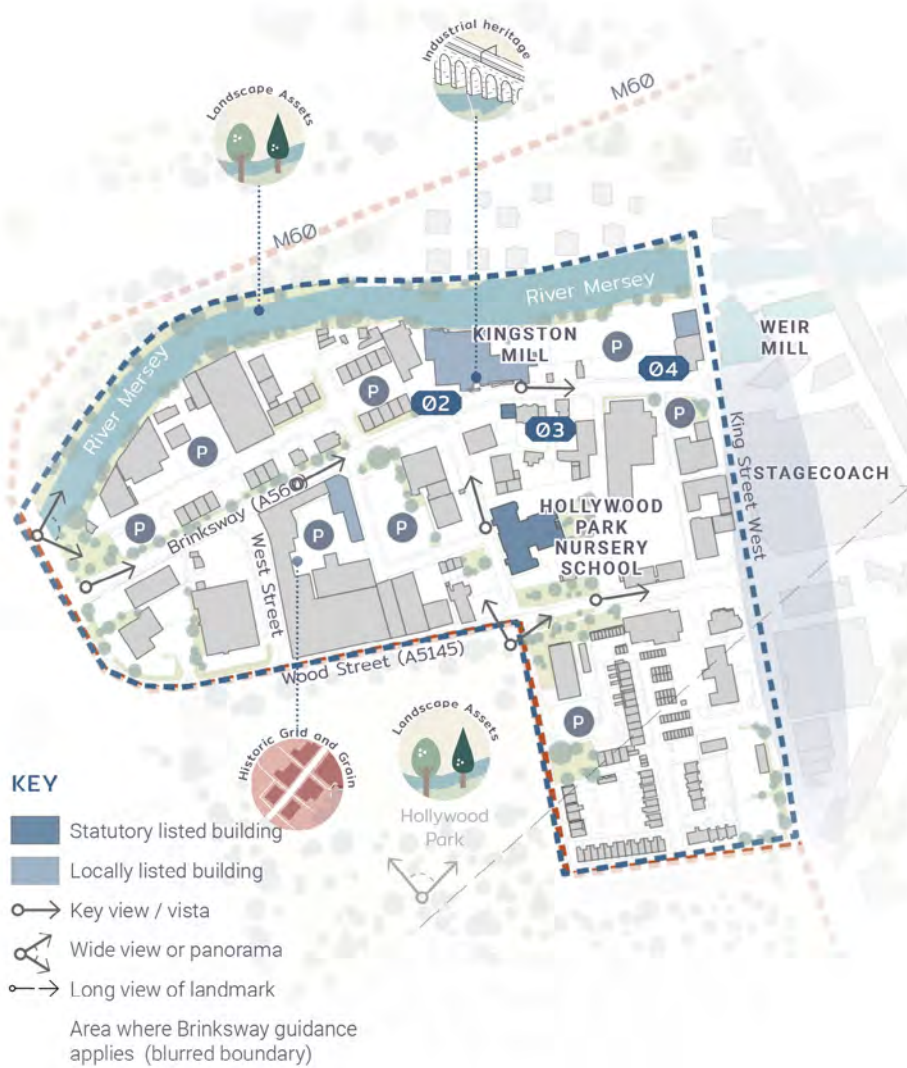 Industrial heritage
M60
Landscape Assets
M60
River Mersey
River Mersey
KINGSTON
MILL
WEIR
MILL
P
04
P
02
P
03
P
King Street West
STAGECOACH
P
River Mersey
Brinksway (A560
P
P
P
HOLLYWOOD
PARK
NURSERY
SCHOOL
West Street
Wood Street (A5145)
P
Historic Grid and Grain
Landscape Assets
Hollywood
Park
KEY
Statutory listed building
Locally listed building
Key view / vista
Wide view or panorama
Long view of landmark
Area where Brinksway guidance
applies (blurred boundary)